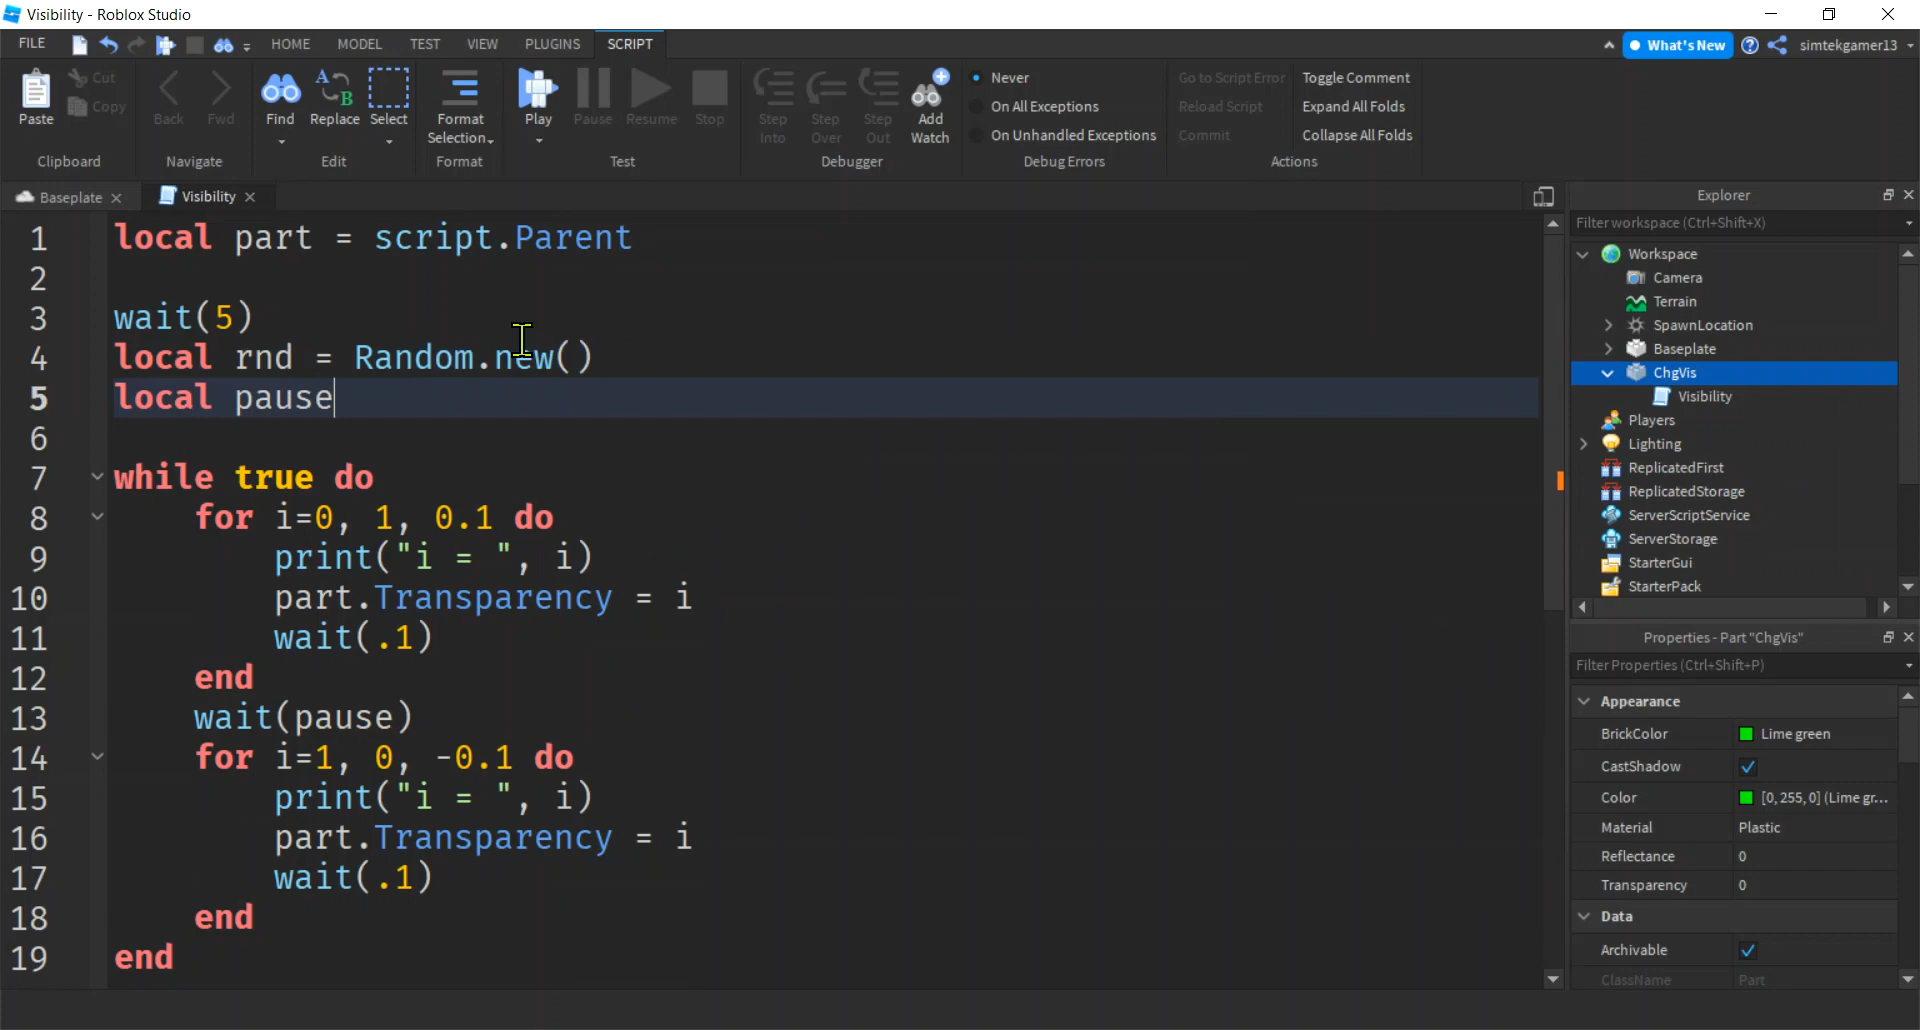 Visibility - Roblox Studio
FILE HOME MODEL TEST VIEW PLUGINS SCRIPT What's New simtekgamer13
Paste Cut Copy
Clipboard
Back Fwd
Navigate
Find Replace Select
Edit
Format Selection
Format
Play Pause Resume Stop
Test
Step Into Step Over Step Out Add Watch
Debugger
Never
On All Exceptions
On Unhandled Exceptions
Debug Errors
Go to Script Error
Reload Script
Commit
Toggle Comment
Expand All Folds
Collapse All Folds
Actions
Baseplate Visibility
1 local part = script.Parent
2
3 wait(5)
4 local rnd = Random.new()
5 local pause
6
7 while true do
8 for i=0, 1, 0.1 do
9 print("i = ", i)
10 part.Transparency = i
11 wait(.1)
12 end
13 wait(pause)
14 for i=1, 0, -0.1 do
15 print("i = ", i)
16 part.Transparency = i
17 wait(.1)
18 end
19 end
Explorer
Filter workspace (Ctrl+Shift+X)
Workspace
Camera
Terrain
SpawnLocation
Baseplate
ChgVis
Visibility
Players
Lighting
ReplicatedFirst
ReplicatedStorage
ServerScriptService
ServerStorage
StarterGui
StarterPack
Properties - Part "ChgVis"
Filter Properties (Ctrl+Shift+P)
Appearance
BrickColor Lime green
CastShadow
Color [0, 255, 0] (Lime gr...
Material Plastic
Reflectance 0
Transparency 0
Data
Archivable
ClassName Part